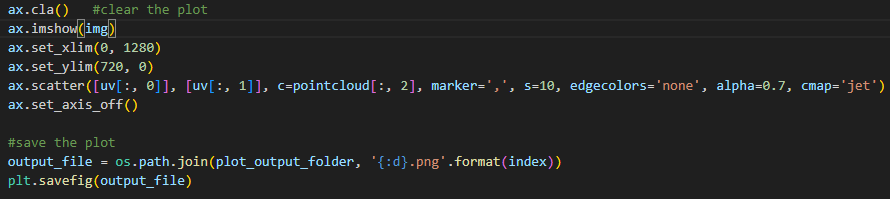 ax.cla()   #clear the plot
ax.imshow(img)
ax.set_xlim(0, 1280)
ax.set_ylim(720, 0)
ax.scatter([uv[:, 0]], [uv[:, 1]], c=pointcloud[:, 2], marker=',', s=10, edgecolors='none', alpha=0.7, cmap='jet')
ax.set_axis_off()

#save the plot
output_file = os.path.join(plot_output_folder, '{:d}.png'.format(index))
plt.savefig(output_file)